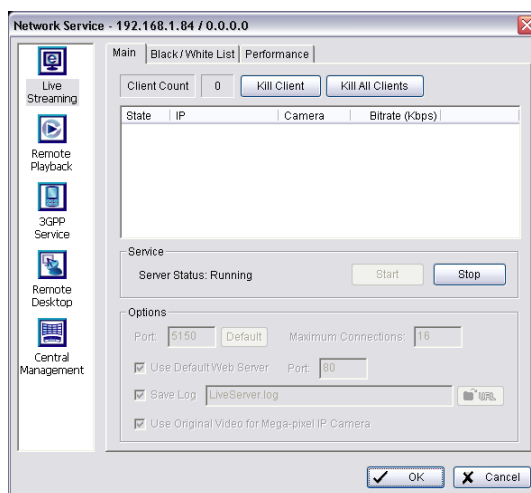 Network Service - 192.168.1.84 / 0.0.0.0
Live
Streaming
Remote
Playback
3GPP
Service
Remote
Desktop
Central
Management
Main Black / White List Performance
Client Count 0 Kill Client Kill All Clients
State IP Camera Bitrate (Kbps)
Service
Server Status: Running Start Stop
Options
Port: 5150 Default Maximum Connections: 16
Use Default Web Server Port: 80
Save Log LiveServer.log URL
Use Original Video for Mega-pixel IP Camera
OK Cancel